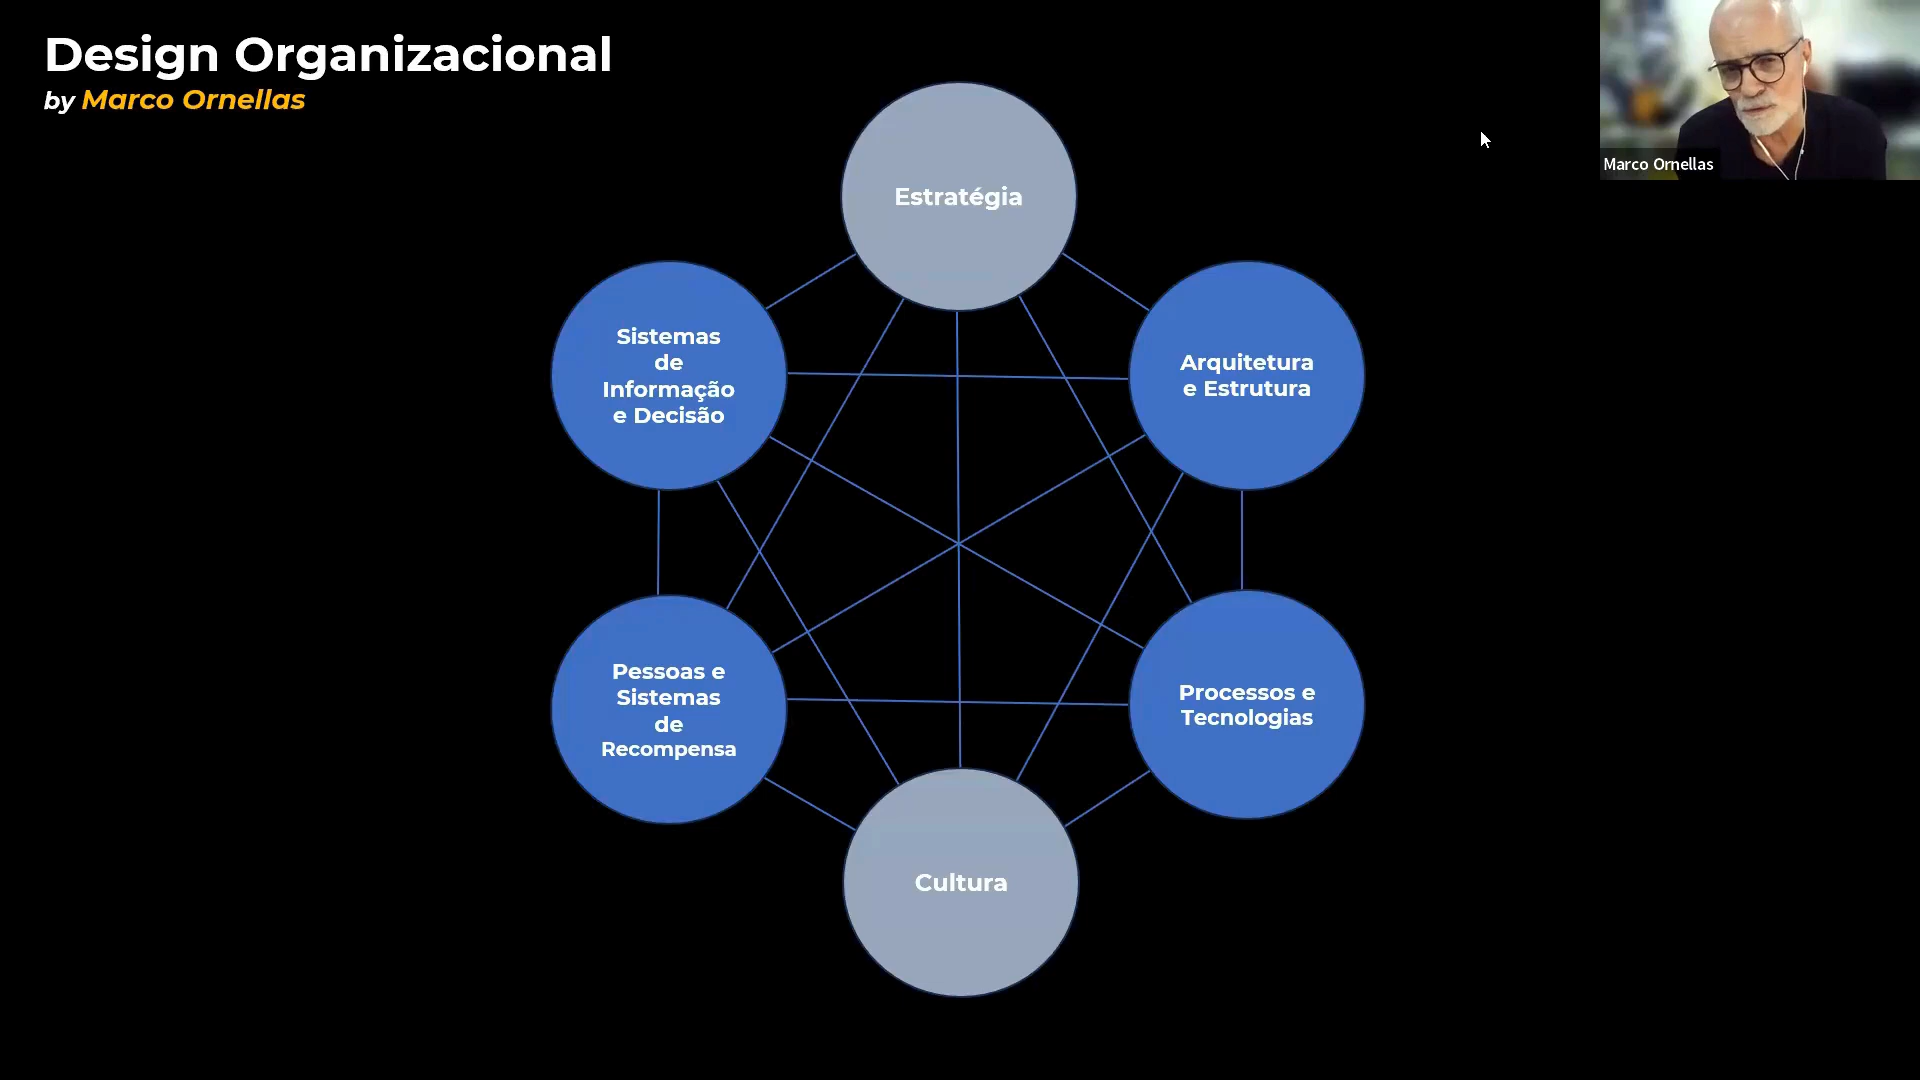 Design Organizacional
by Marco Ornellas
Marco Ornellas
Estratégia
Sistemas
de
Informação
e Decisão
Arquitetura
e Estrutura
Pessoas e
Sistemas
de
Recompensa
Processos e
Tecnologias
Cultura